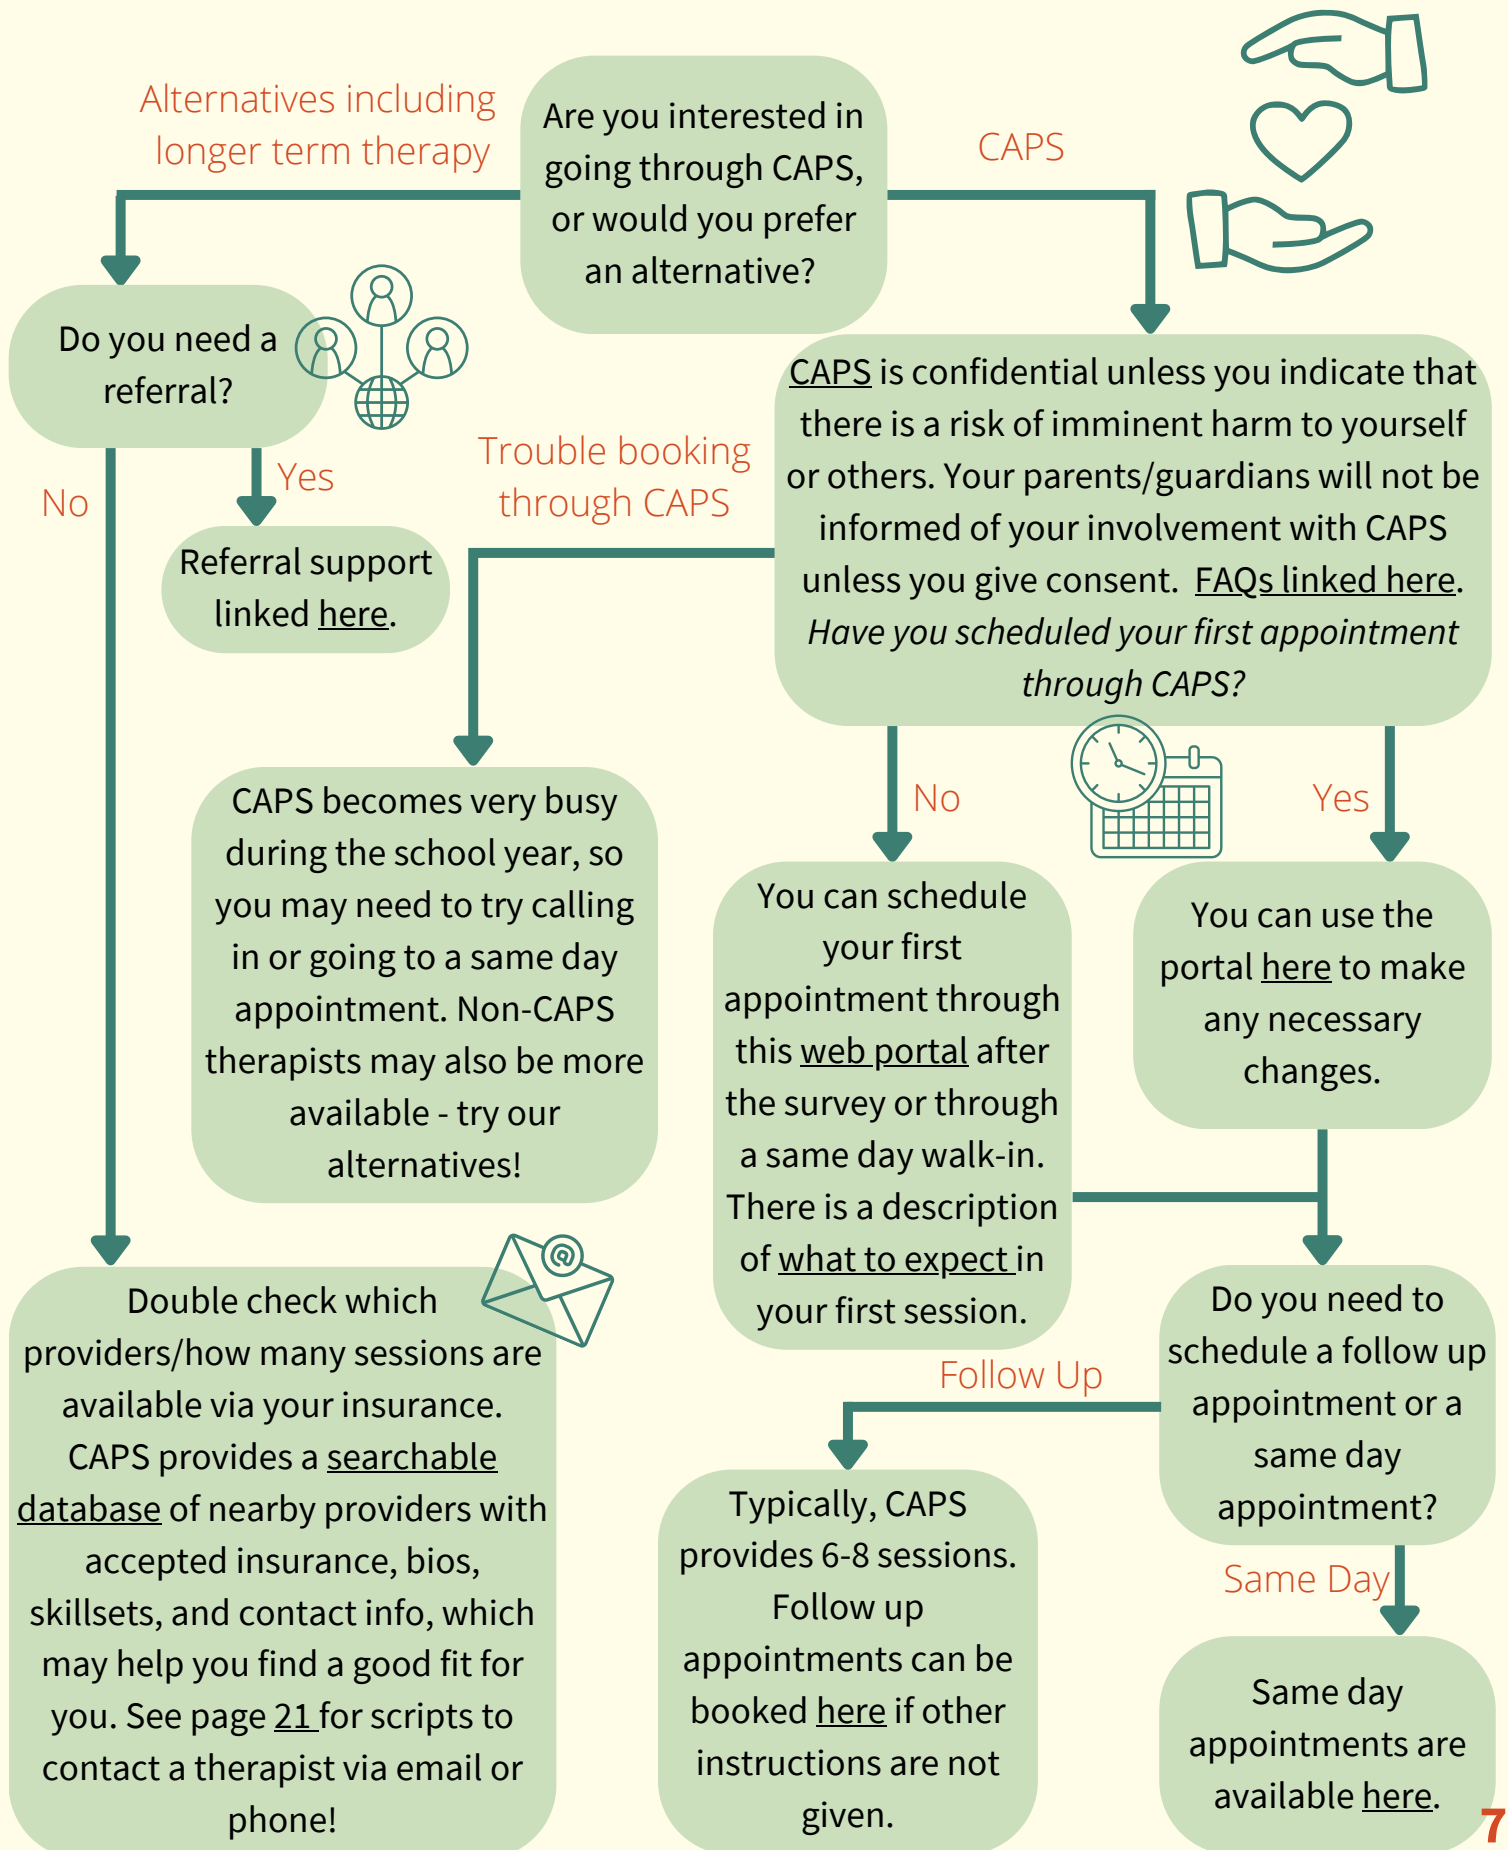 Alternatives including
longer term therapy
Are you interested in
going through CAPS,
or would you prefer
an alternative?
CAPS
Do you need a
referral?
No
Yes
Referral support
linked here.
Trouble booking
through CAPS
CAPS is confidential unless you indicate that
there is a risk of imminent harm to yourself
or others. Your parents/guardians will not be
informed of your involvement with CAPS
unless you give consent. FAQs linked here.
Have you scheduled your first appointment
through CAPS?
CAPS becomes very busy
during the school year, so
you may need to try calling
in or going to a same day
appointment. Non-CAPS
therapists may also be more
available - try our
alternatives!
No
Yes
You can schedule
your first
appointment through
this web portal after
the survey or through
a same day walk-in.
There is a description
of what to expect in
your first session.
You can use the
portal here to make
any necessary
changes.
@
Double check which
providers/how many sessions are
available via your insurance.
CAPS provides a searchable
database of nearby providers with
accepted insurance, bios,
skillsets, and contact info, which
may help you find a good fit for
you. See page 21 for scripts to
contact a therapist via email or
phone!
Do you need to
schedule a follow up
appointment or a
same day
appointment?
Follow Up
Typically, CAPS
provides 6-8 sessions.
Follow up
appointments can be
booked here if other
instructions are not
given.
Same Day
Same day
appointments are
available here.
7